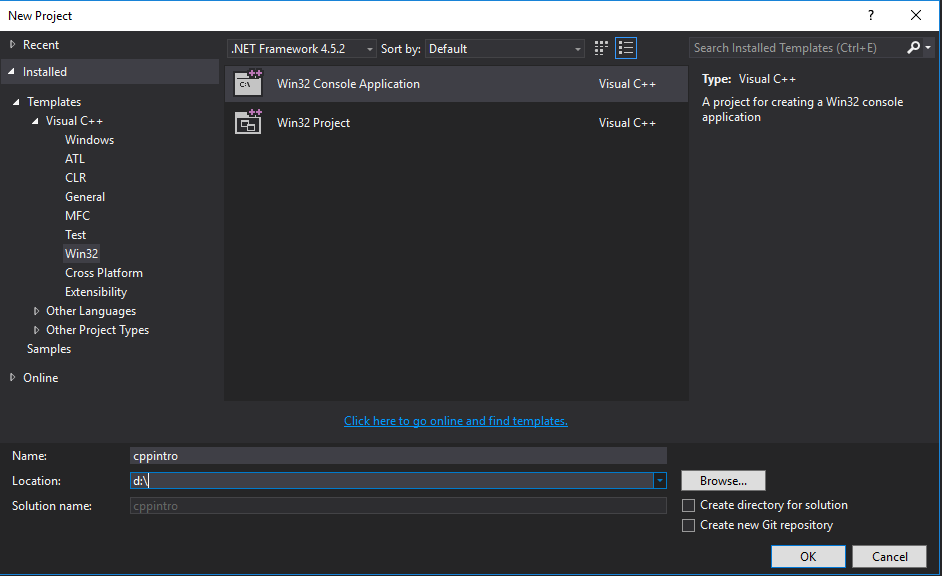 New Project
?
Recent
.NET Framework 4.5.2
Sort by: Default
Search Installed Templates (Ctrl+E)
Installed
Templates
Visual C++
Windows
ATL
CLR
General
MFC
Test
Win32
Cross Platform
Extensibility
Other Languages
Other Project Types
Samples
Online
C:\
Win32 Console Application Visual C++
Win32 Project Visual C++
Type: Visual C++
A project for creating a Win32 console
application
Click here to go online and find templates.
Name: cppintro
Location: d:\
Browse...
Solution name: cppintro
Create directory for solution
Create new Git repository
OK Cancel